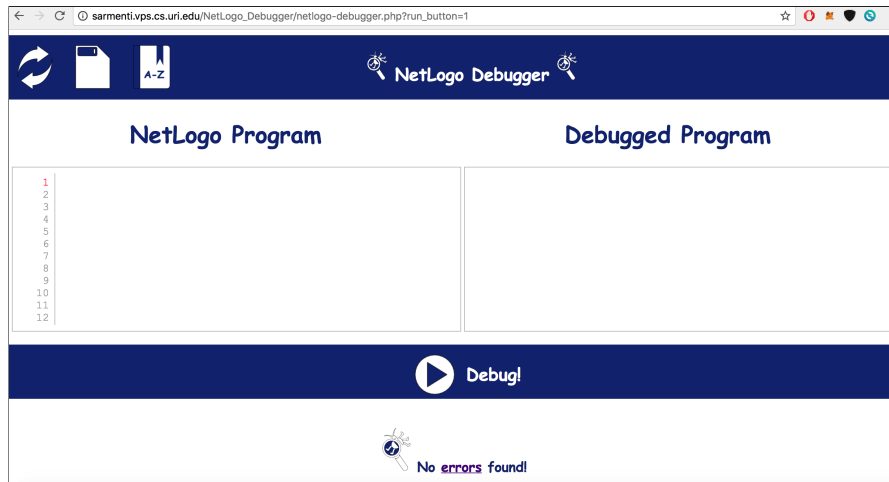 sarmenti.vps.cs.uri.edu/NetLogo_Debugger/netlogo-debugger.php?run_button=1
A-Z
NetLogo Debugger
NetLogo Program
Debugged Program
1
2
3
4
5
6
7
8
9
10
11
12
Debug!
No errors found!